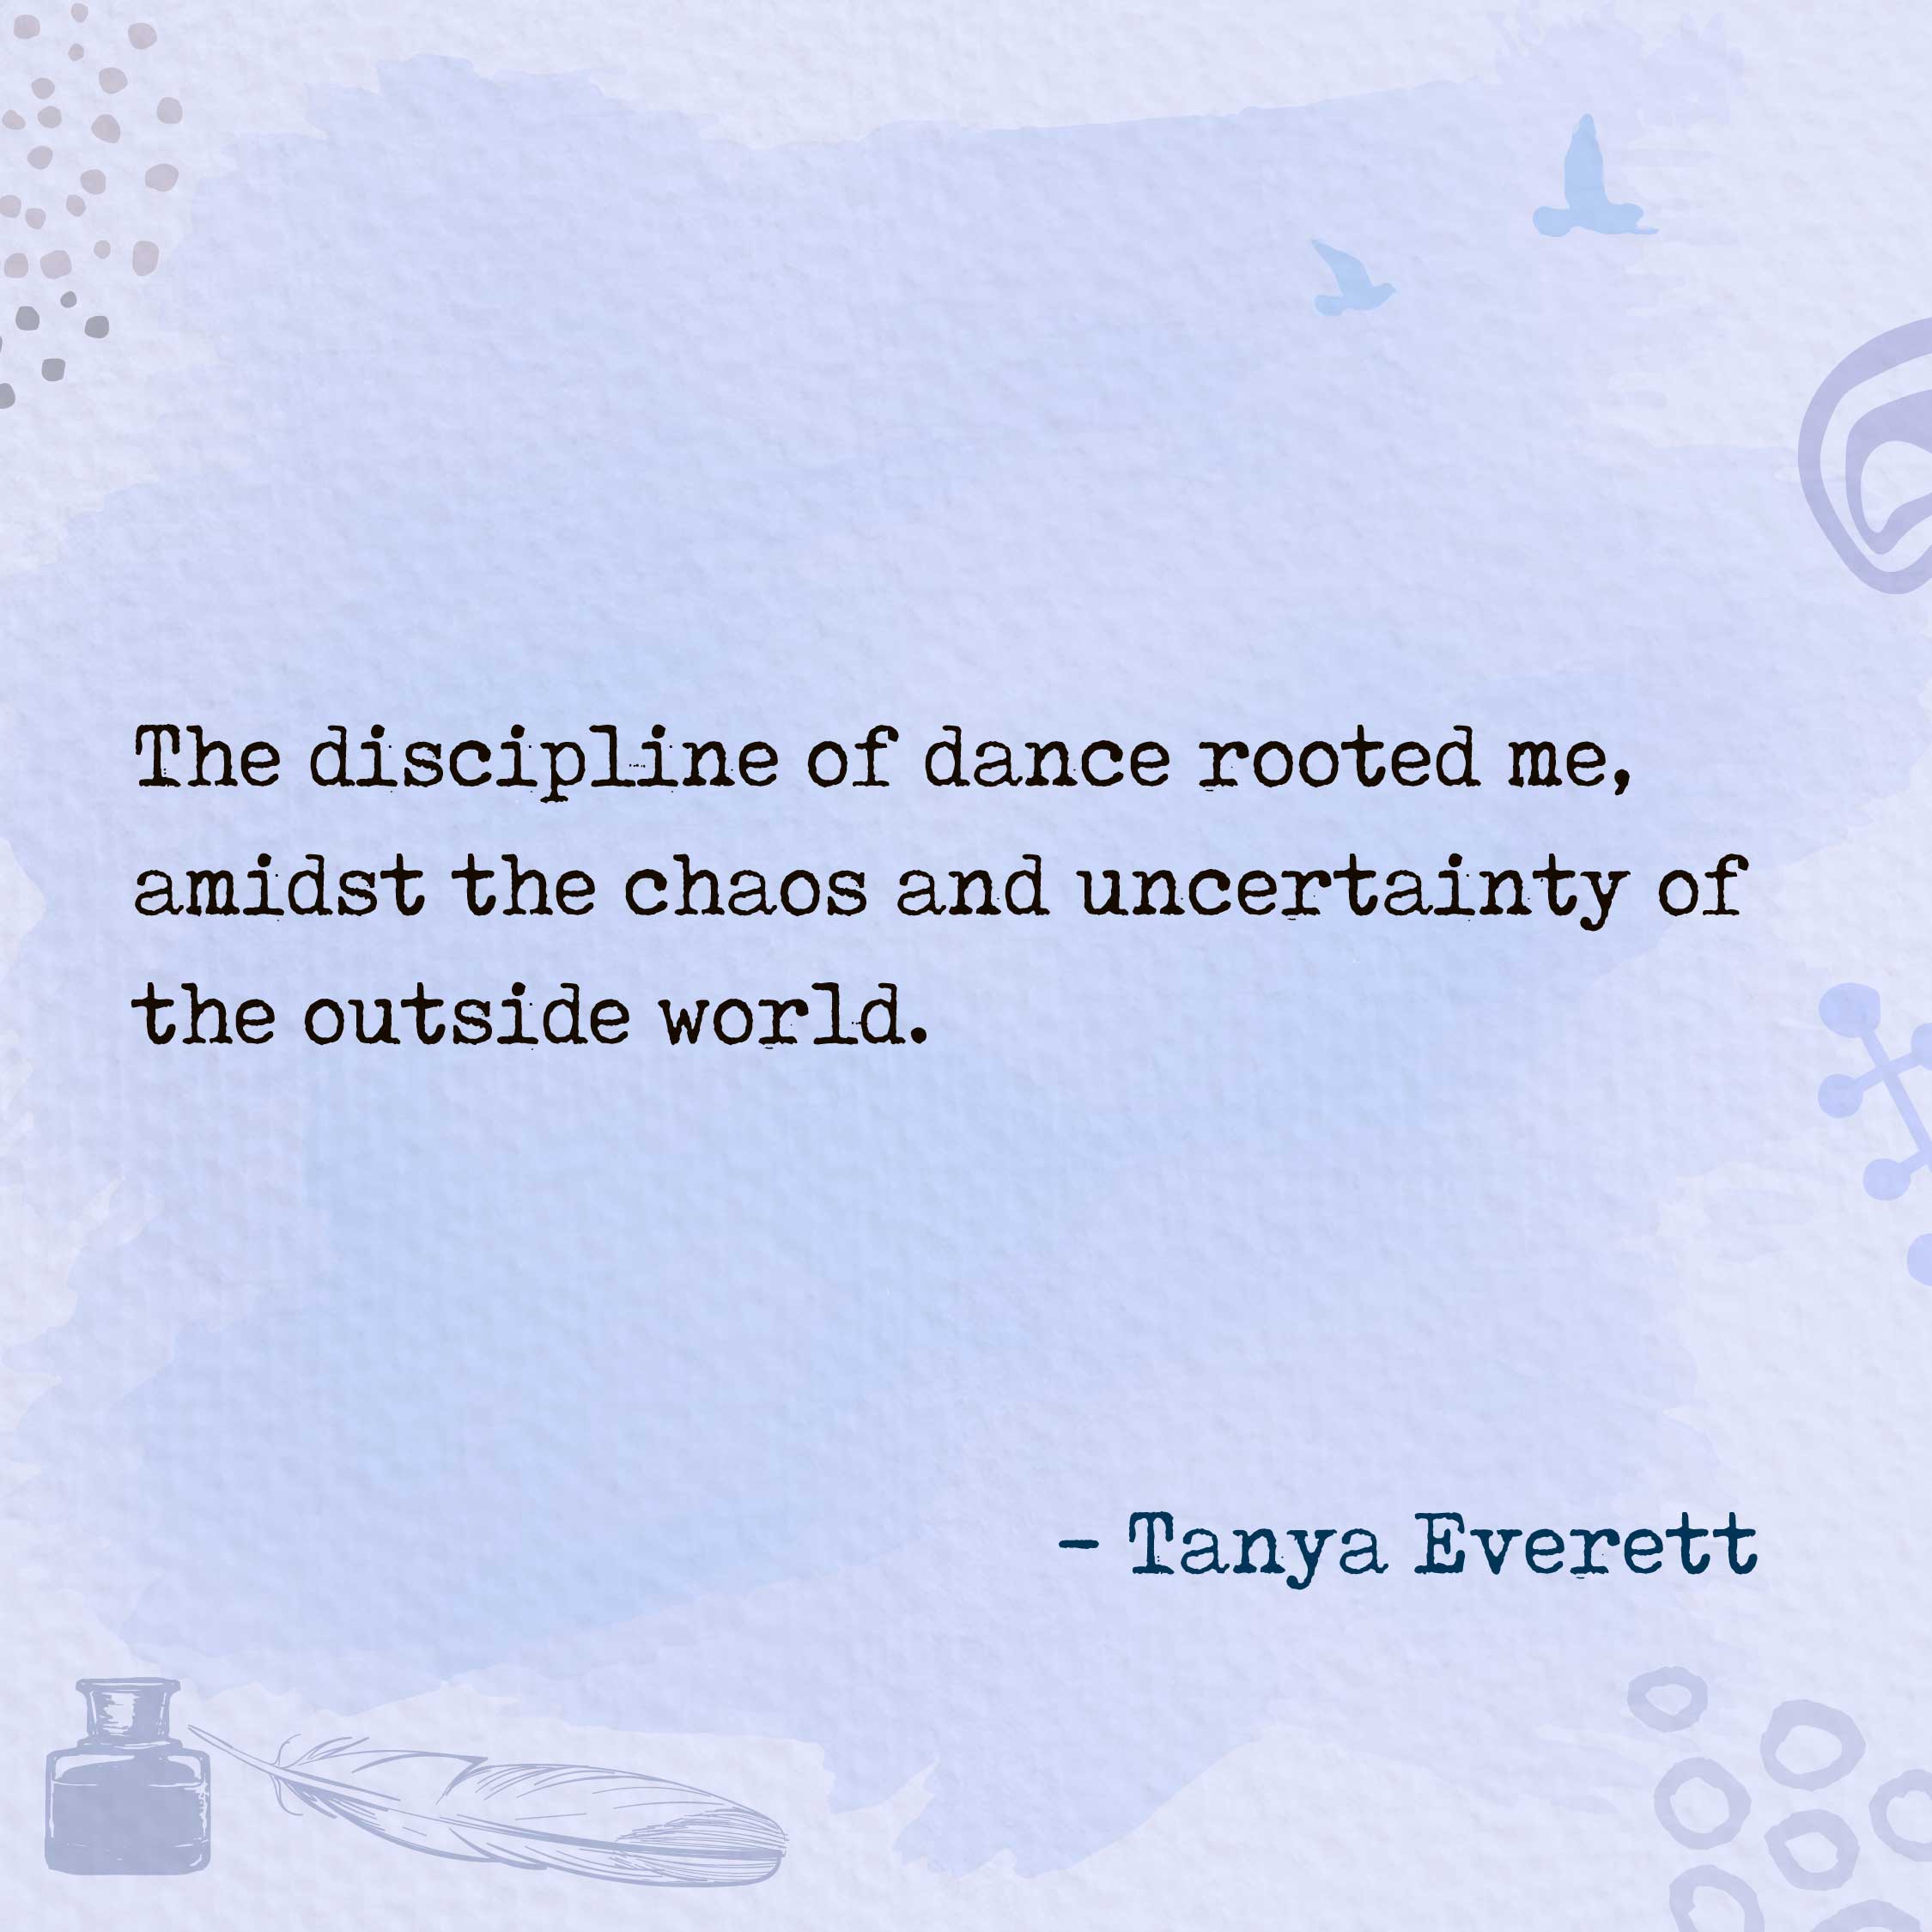 The discipline of dance rooted me,
amidst the chaos and uncertainty of
the outside world.
- Tanya Everett